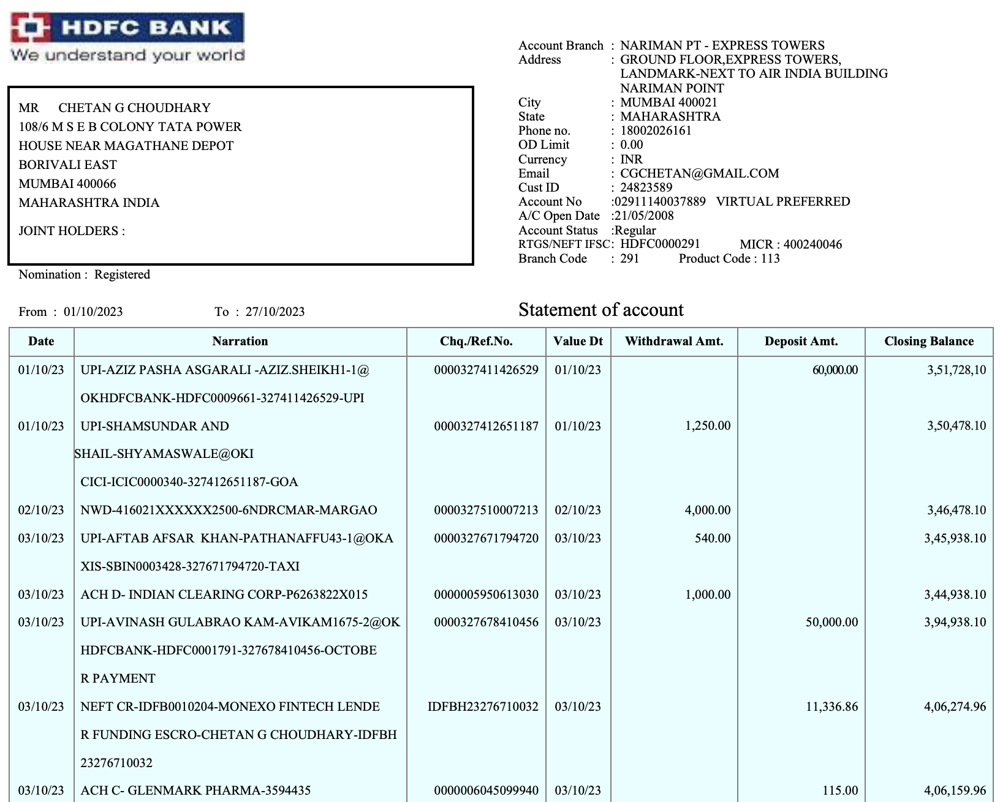 HDFC BANK
We understand your world
MR CHETAN G CHOUDHARY
108/6 M S E B COLONY TATA POWER
HOUSE NEAR MAGATHANE DEPOT
BORIVALI EAST
MUMBAI 400066
MAHARASHTRA INDIA
JOINT HOLDERS :
Nomination : Registered
Account Branch : NARIMAN PT - EXPRESS TOWERS
Address : GROUND FLOOR,EXPRESS TOWERS,
LANDMARK-NEXT TO AIR INDIA BUILDING
NARIMAN POINT
City : MUMBAI 400021
State : MAHARASHTRA
Phone no. : 18002026161
OD Limit : 0.00
Currency : INR
Email : CGCHETAN@GMAIL.COM
Cust ID : 24823589
Account No :02911140037889 VIRTUAL PREFERRED
A/C Open Date :21/05/2008
Account Status :Regular
RTGS/NEFT IFSC: HDFC0000291 MICR : 400240046
Branch Code : 291 Product Code : 113
From : 01/10/2023 To : 27/10/2023 Statement of account
Date Narration Chq./Ref.No. Value Dt Withdrawal Amt. Deposit Amt. Closing Balance
01/10/23 UPI-AZIZ PASHA ASGARALI -AZIZ.SHEIKH1-1@ 0000327411426529 01/10/23 60,000.00 3,51,728,10
OKHDFCBANK-HDFC0009661-327411426529-UPI
01/10/23 UPI-SHAMSUNDAR AND 0000327412651187 01/10/23 1,250.00 3,50,478.10
SHAIL-SHYAMASWALE@OKI
CICI-ICIC0000340-327412651187-GOA
02/10/23 NWD-416021XXXXXX2500-6NDRCMAR-MARGAO 0000327510007213 02/10/23 4,000.00 3,46,478.10
03/10/23 UPI-AFTAB AFSAR KHAN-PATHANAFFU43-1@OKA 0000327671794720 03/10/23 540.00 3,45,938.10
XIS-SBIN0003428-327671794720-TAXI
03/10/23 ACH D- INDIAN CLEARING CORP-P6263822X015 0000005950613030 03/10/23 1,000.00 3,44,938.10
03/10/23 UPI-AVINASH GULABRAO KAM-AVIKAM1675-2@OK 0000327678410456 03/10/23 50,000.00 3,94,938.10
HDFCBANK-HDFC0001791-327678410456-OCTOBE
R PAYMENT
03/10/23 NEFT CR-IDFB0010204-MONEXO FINTECH LENDE IDFBH23276710032 03/10/23 11,336.86 4,06,274.96
R FUNDING ESCRO-CHETAN G CHOUDHARY-IDFBH
23276710032
03/10/23 ACH C- GLENMARK PHARMA-3594435 0000006045099940 03/10/23 115.00 4,06,159.96